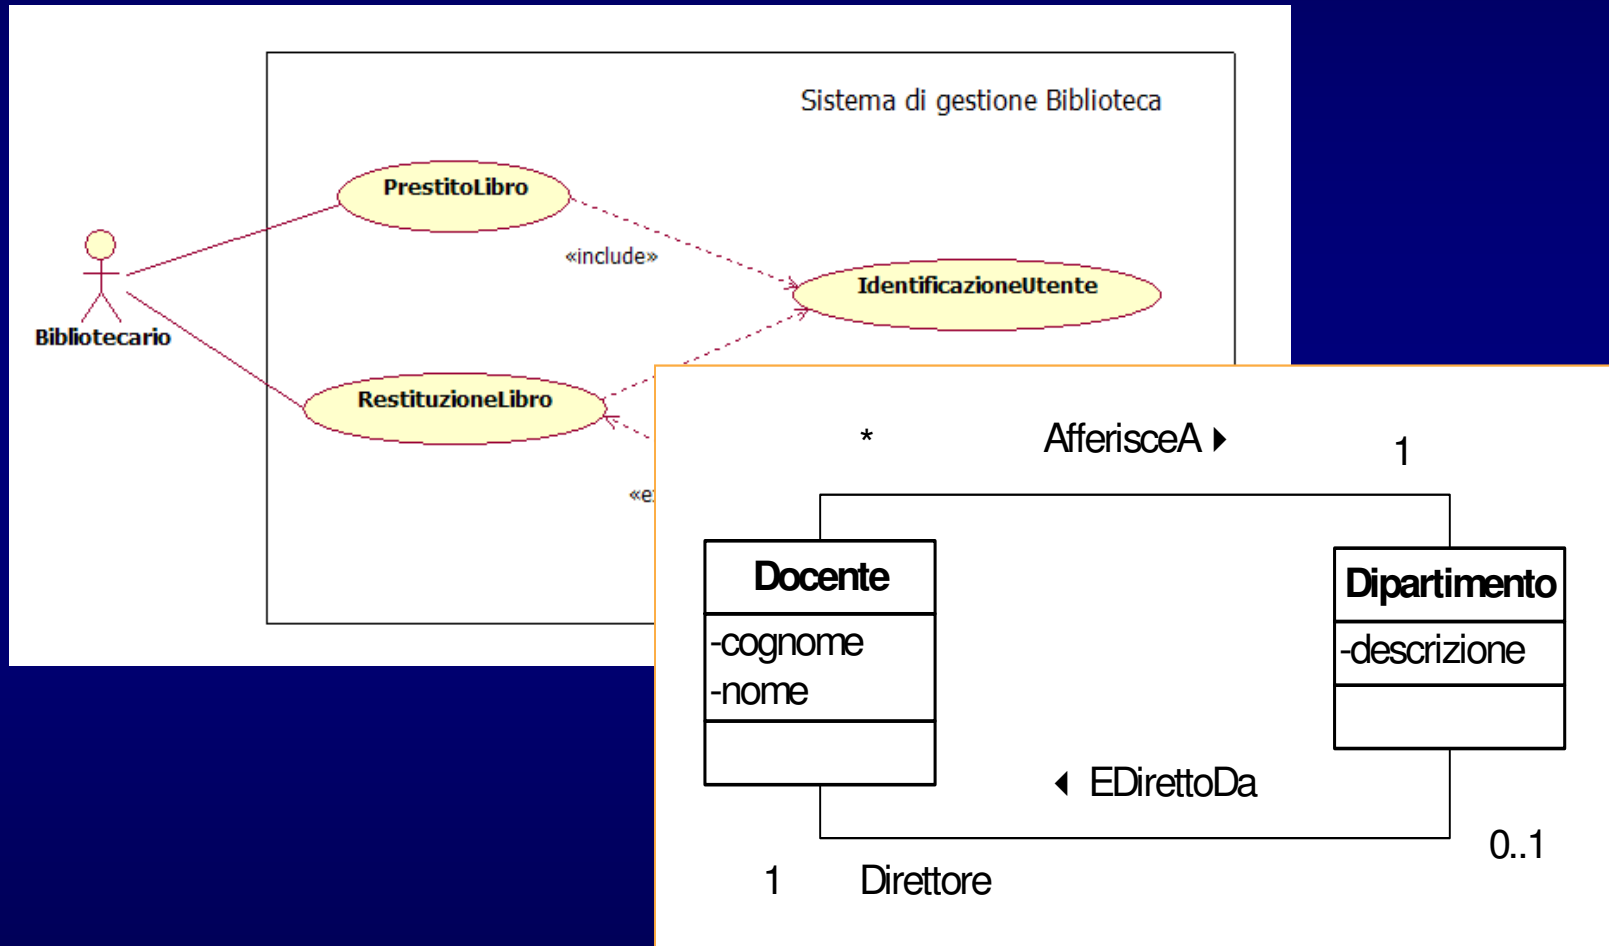 Sistema di gestione Biblioteca
PrestitoLibro
«include»
IdentificazioneUtente
Bibliotecario
RestituzioneLibro
«e
* AfferisceA 1
Docente
-cognome
-nome
Dipartimento
-descrizione
EDirettoDa
0..1
1 Direttore